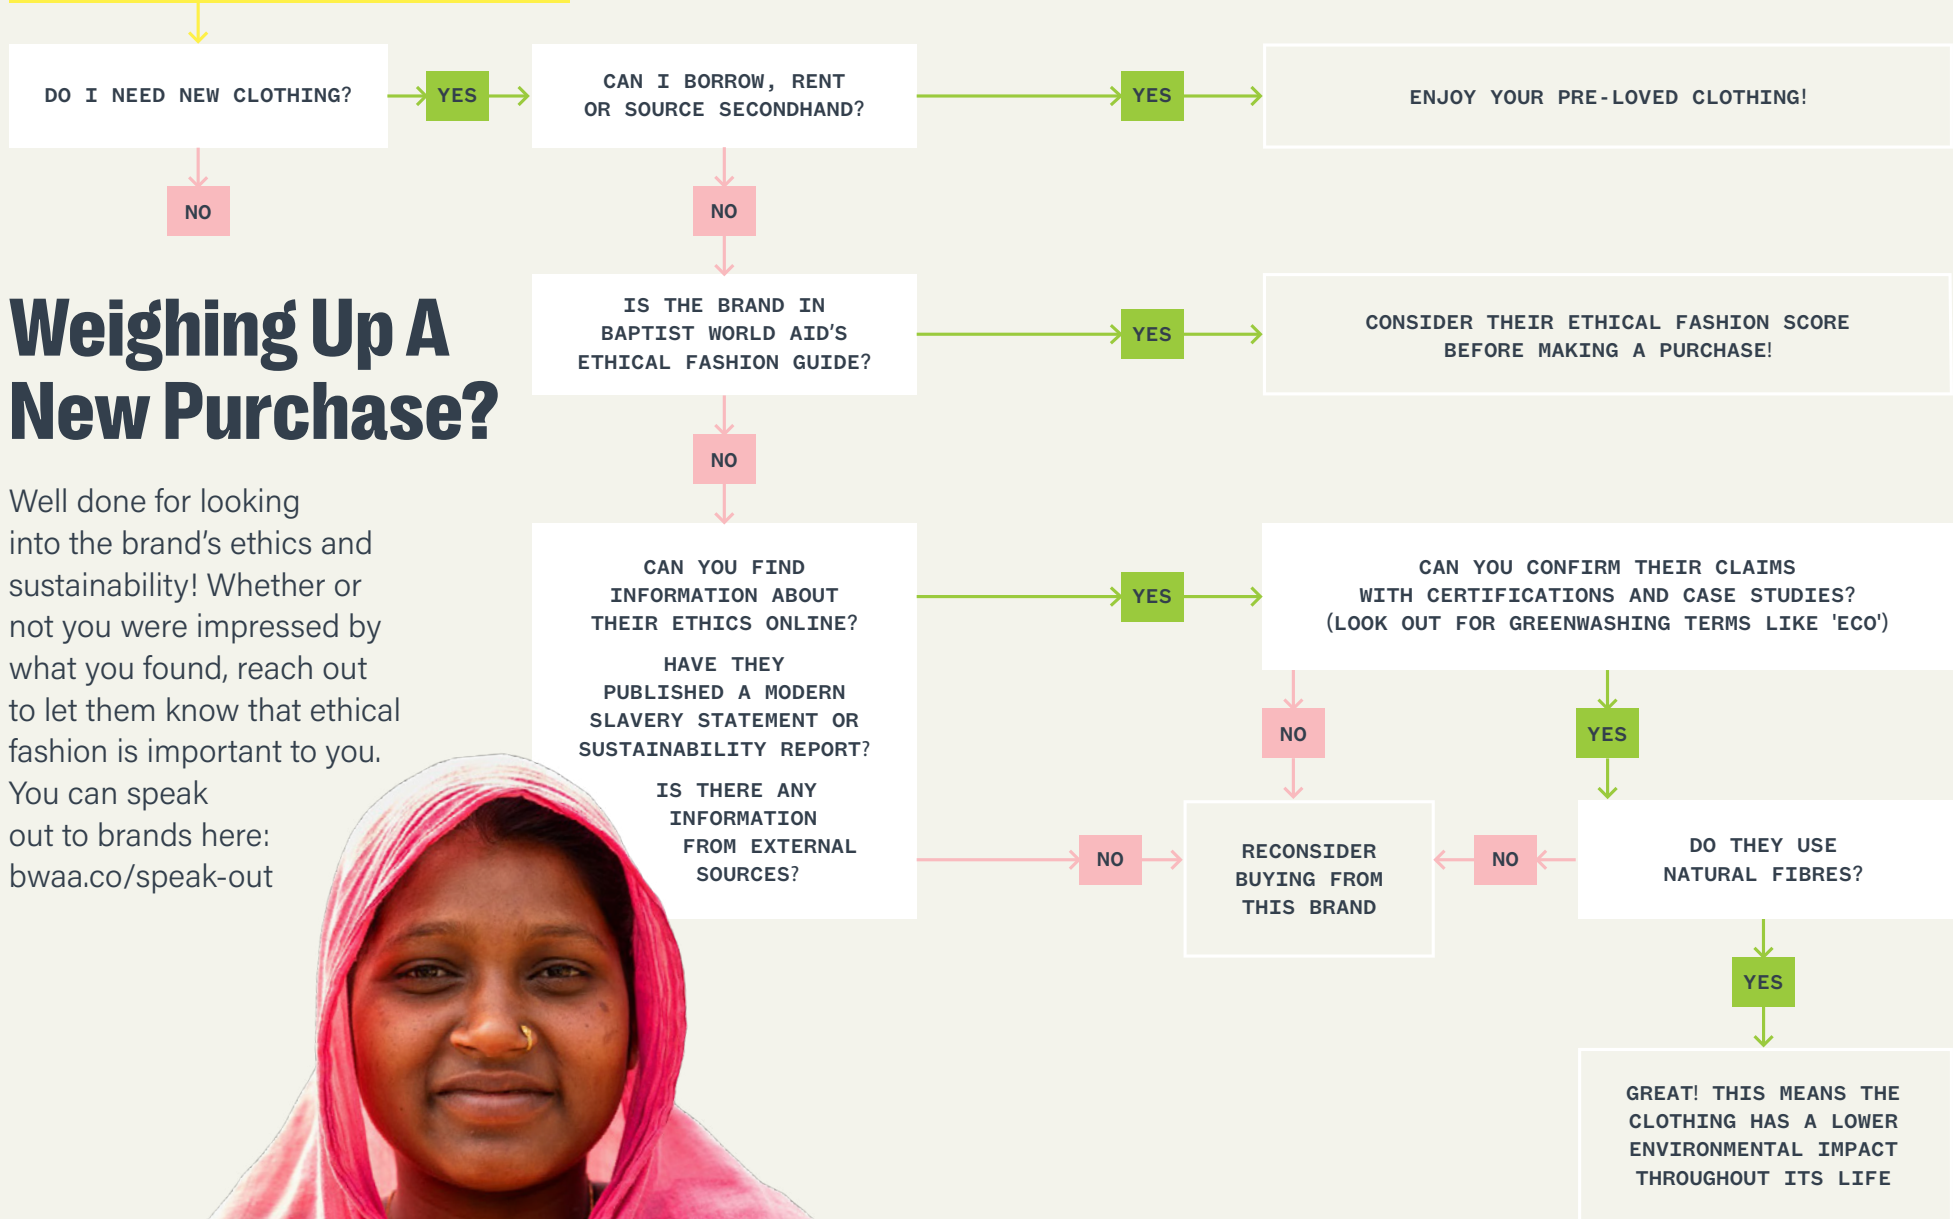 DO I NEED NEW CLOTHING?
YES
CAN I BORROW, RENT
OR SOURCE SECONDHAND?
YES
ENJOY YOUR PRE-LOVED CLOTHING!
NO
NO
Weighing Up A
New Purchase?
Well done for looking
into the brand's ethics and
sustainability! Whether or
not you were impressed by
what you found, reach out
to let them know that ethical
fashion is important to you.
You can speak
out to brands here:
bwaa.co/speak-out
IS THE BRAND IN
BAPTIST WORLD AID'S
ETHICAL FASHION GUIDE?
YES
CONSIDER THEIR ETHICAL FASHION SCORE
BEFORE MAKING A PURCHASE!
NO
CAN YOU FIND
INFORMATION ABOUT
THEIR ETHICS ONLINE?
HAVE THEY
PUBLISHED A MODERN
SLAVERY STATEMENT OR
SUSTAINABILITY REPORT?
IS THERE ANY
INFORMATION
FROM EXTERNAL
SOURCES?
YES
CAN YOU CONFIRM THEIR CLAIMS
WITH CERTIFICATIONS AND CASE STUDIES?
(LOOK OUT FOR GREENWASHING TERMS LIKE 'ECO')
NO
YES
NO
RECONSIDER
BUYING FROM
THIS BRAND
NO
DO THEY USE
NATURAL FIBRES?
YES
GREAT! THIS MEANS THE
CLOTHING HAS A LOWER
ENVIRONMENTAL IMPACT
THROUGHOUT ITS LIFE